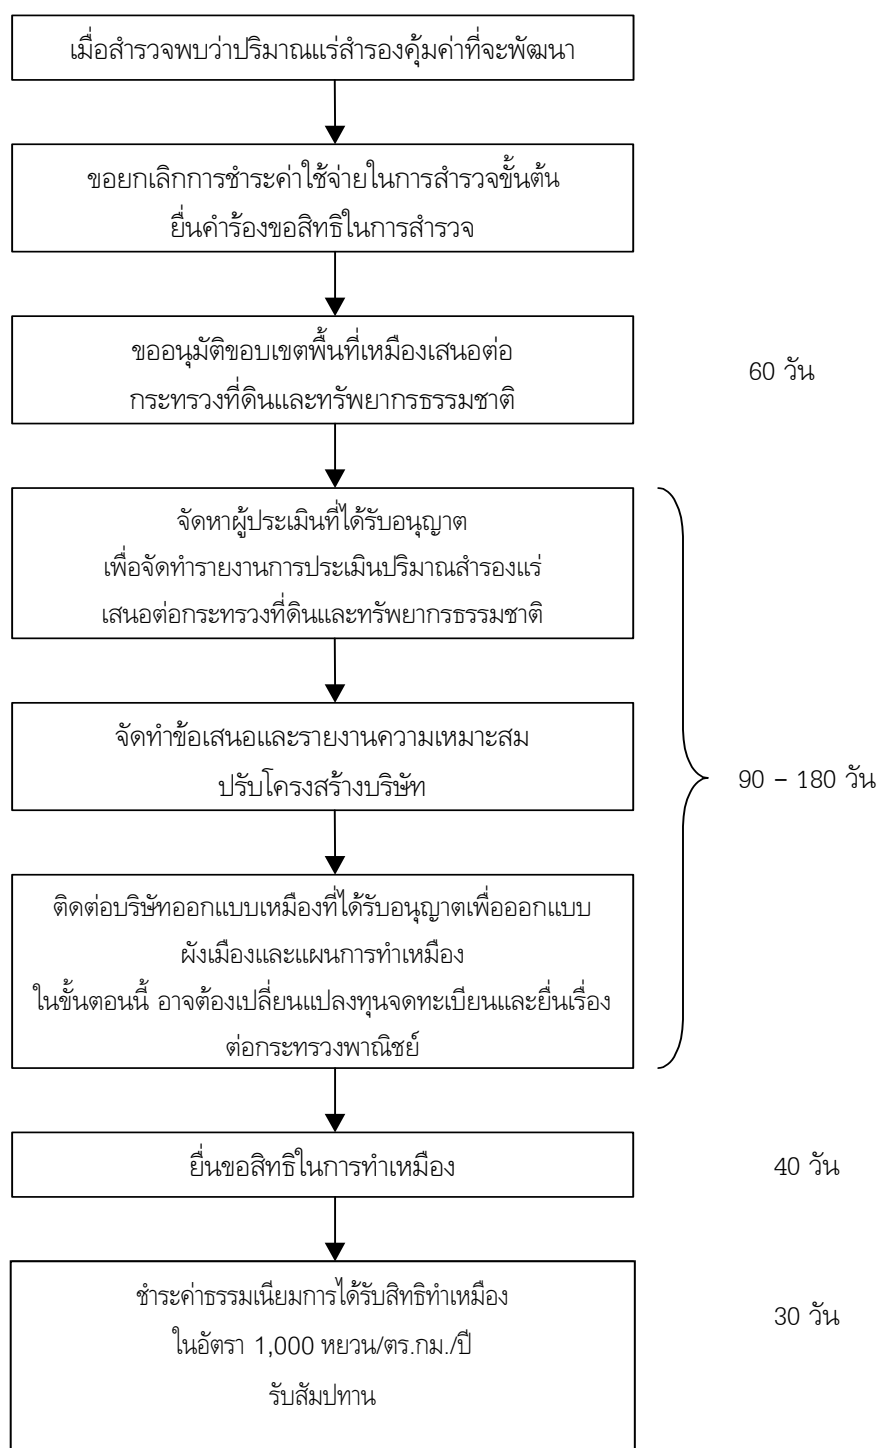 เมื่อสำรวจพบว่าปริมาณแร่สำรองคุ้มค่าที่จะพัฒนา
ขอยกเลิกการชำระค่าใช้จ่ายในการสำรวจขั้นต้น
ยื่นคำร้องขอสิทธิในการสำรวจ
ขออนุมัติขอบเขตพื้นที่เหมืองเสนอต่อ
กระทรวงที่ดินและทรัพยากรธรรมชาติ
60 วัน
จัดหาผู้ประเมินที่ได้รับอนุญาต
เพื่อจัดทำรายงานการประเมินปริมาณสำรองแร่
เสนอต่อกระทรวงที่ดินและทรัพยากรธรรมชาติ
จัดทำข้อเสนอและรายงานความเหมาะสม
ปรับโครงสร้างบริษัท
90 – 180 วัน
ติดต่อบริษัทออกแบบเหมืองที่ได้รับอนุญาตเพื่อออกแบบ
ผังเมืองและแผนการทำเหมือง
ในขั้นตอนนี้ อาจต้องเปลี่ยนแปลงทุนจดทะเบียนและยื่นเรื่อง
ต่อกระทรวงพาณิชย์
ยื่นขอสิทธิในการทำเหมือง
40 วัน
ชำระค่าธรรมเนียมการได้รับสิทธิทำเหมือง
ในอัตรา 1,000 หยวน/ตร.กม./ปี
รับสัมปทาน
30 วัน